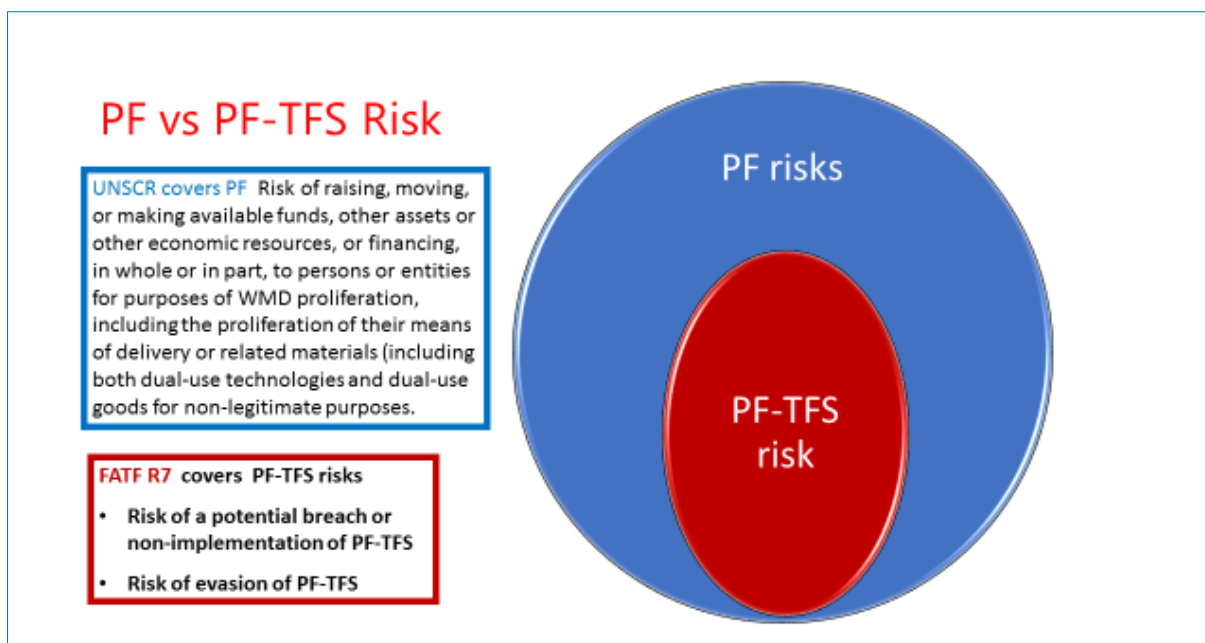 PF vs PF-TFS Risk
UNSCR covers PF Risk of raising, moving,
or making available funds, other assets or
other economic resources, or financing,
in whole or in part, to persons or entities
for purposes of WMD proliferation,
including the proliferation of their means
of delivery or related materials (including
both dual-use technologies and dual-use
goods for non-legitimate purposes.
FATF R7 covers PF-TFS risks
• Risk of a potential breach or
non-implementation of PF-TFS
• Risk of evasion of PF-TFS
PF risks
PF-TFS
risk